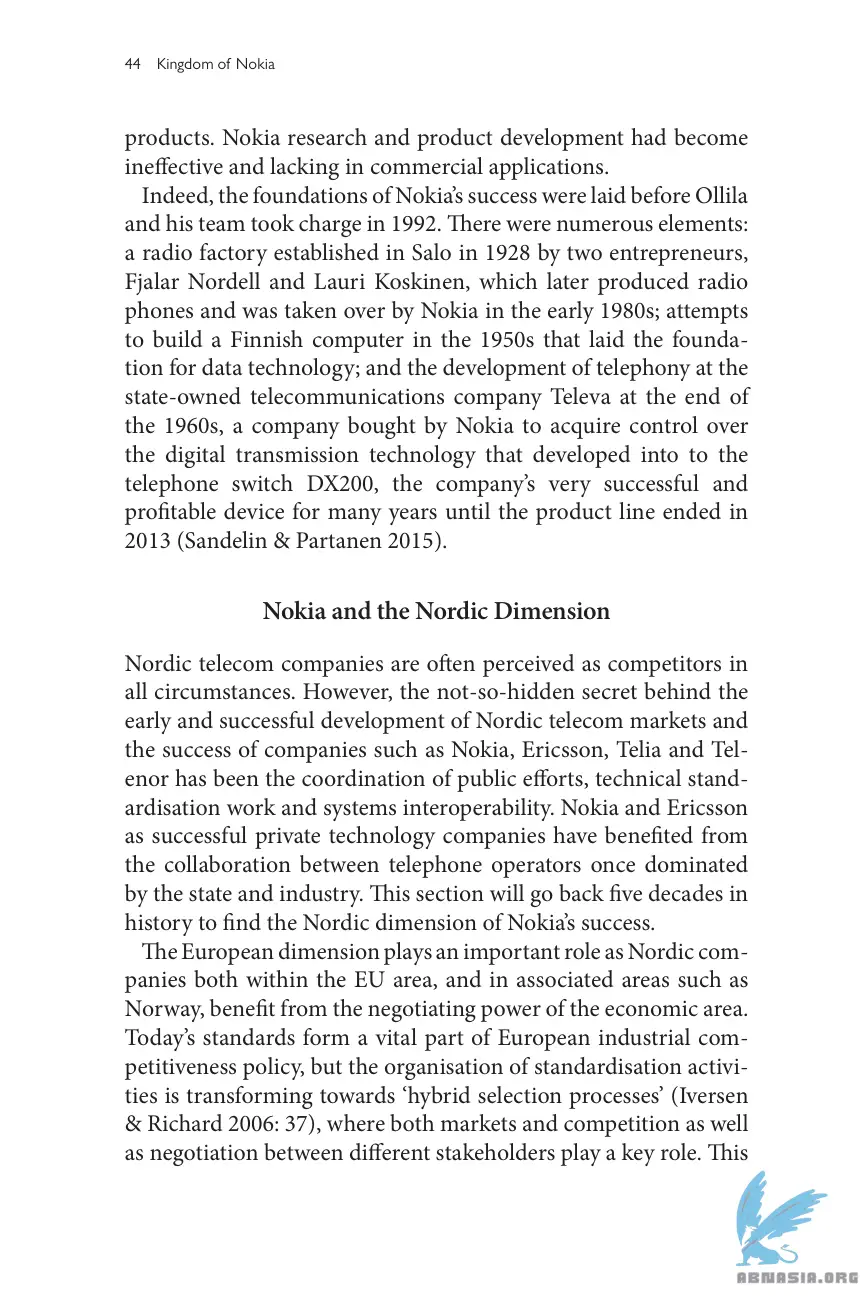 44 Kingdom of Nokia
products. Nokia research and product development had become
ineffective and lacking in commercial applications.
Indeed, the foundations of Nokia’s success were laid before Ollila
and his team took charge in 1992. There were numerous elements:
a radio factory established in Salo in 1928 by two entrepreneurs,
Fjalar Nordell and Lauri Koskinen, which later produced radio
phones and was taken over by Nokia in the early 1980s; attempts
to build a Finnish computer in the 1950s that laid the founda-
tion for data technology; and the development of telephony at the
state-owned telecommunications company Televa at the end of
the 1960s, a company bought by Nokia to acquire control over
the digital transmission technology that developed into to the
telephone switch DX200, the company’s very successful and
profitable device for many years until the product line ended in
2013 (Sandelin & Partanen 2015).
Nokia and the Nordic Dimension
Nordic telecom companies are often perceived as competitors in
all circumstances. However, the not-so-hidden secret behind the
early and successful development of Nordic telecom markets and
the success of companies such as Nokia, Ericsson, Telia and Tel-
enor has been the coordination of public efforts, technical stand-
ardisation work and systems interoperability. Nokia and Ericsson
as successful private technology companies have benefited from
the collaboration between telephone operators once dominated
by the state and industry. This section will go back five decades in
history to find the Nordic dimension of Nokia’s success.
The European dimension plays an important role as Nordic com-
panies both within the EU area, and in associated areas such as
Norway, benefit from the negotiating power of the economic area.
Today’s standards form a vital part of European industrial com-
petitiveness policy, but the organisation of standardisation activi-
ties is transforming towards ‘hybrid selection processes’ (Iversen
& Richard 2006: 37), where both markets and competition as well
as negotiation between different stakeholders play a key role. This
ABNASIA.ORG